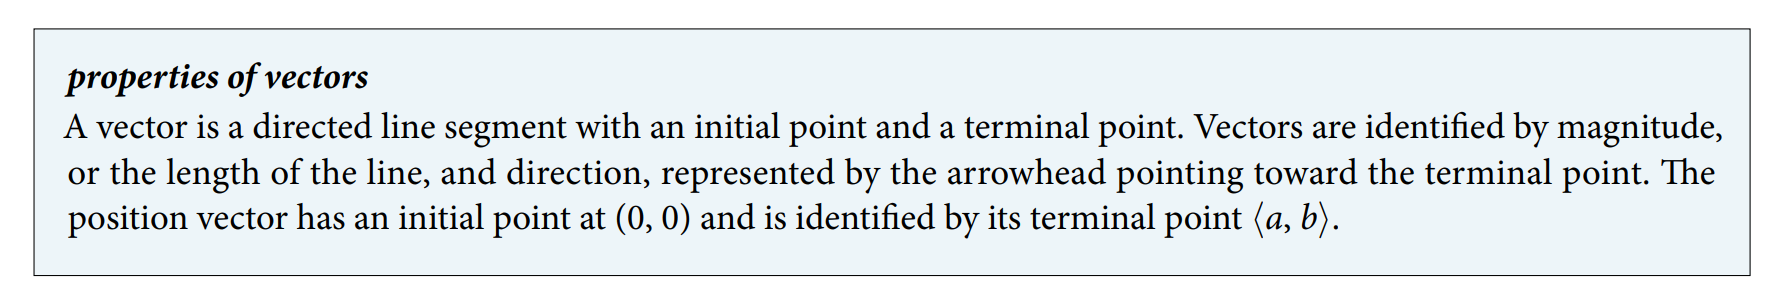 properties of vectors
A vector is a directed line segment with an initial point and a terminal point. Vectors are identified by magnitude,
or the length of the line, and direction, represented by the arrowhead pointing toward the terminal point. The
position vector has an initial point at (0, 0) and is identified by its terminal point ⟨a, b⟩.